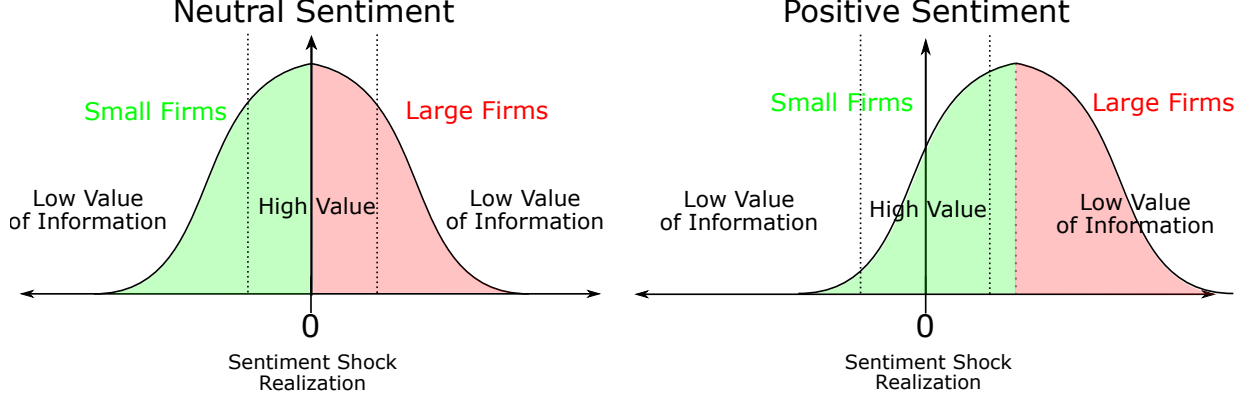 Neutral Sentiment
Small Firms
Large Firms
Low Value
of Information
High Value
Low Value
of Information
0
Sentiment Shock
Realization
Positive Sentiment
Small Firms
Large Firms
Low Value
of Information
High Value
Low Value
of Information
0
Sentiment Shock
Realization